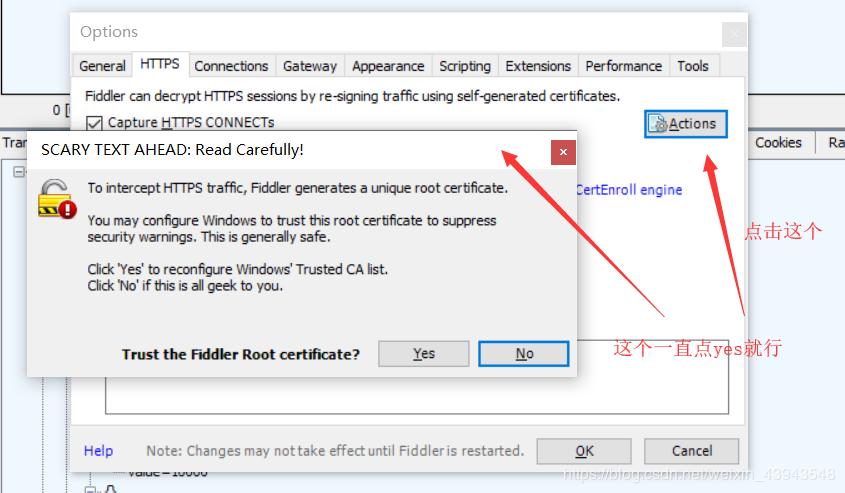 Options
General HTTPS Connections Gateway Appearance Scripting Extensions Performance Tools
Fiddler can decrypt HTTPS sessions by re-signing traffic using self-generated certificates.
0 [
Capture HTTPS CONNECTs
Actions
Cookies
Ra
SCARY TEXT AHEAD: Read Carefully!
To intercept HTTPS traffic, Fiddler generates a unique root certificate.
CertEnroll engine
You may configure Windows to trust this root certificate to suppress
security warnings. This is generally safe.
点击这个
Click 'Yes' to reconfigure Windows' Trusted CA list.
Click 'No' if this is all geek to you.
这个一直点yes就行
Trust the Fiddler Root certificate? Yes No
Help Note: Changes may not take effect until Fiddler is restarted. OK Cancel
https://blog.csdn.net/weixin_43943548